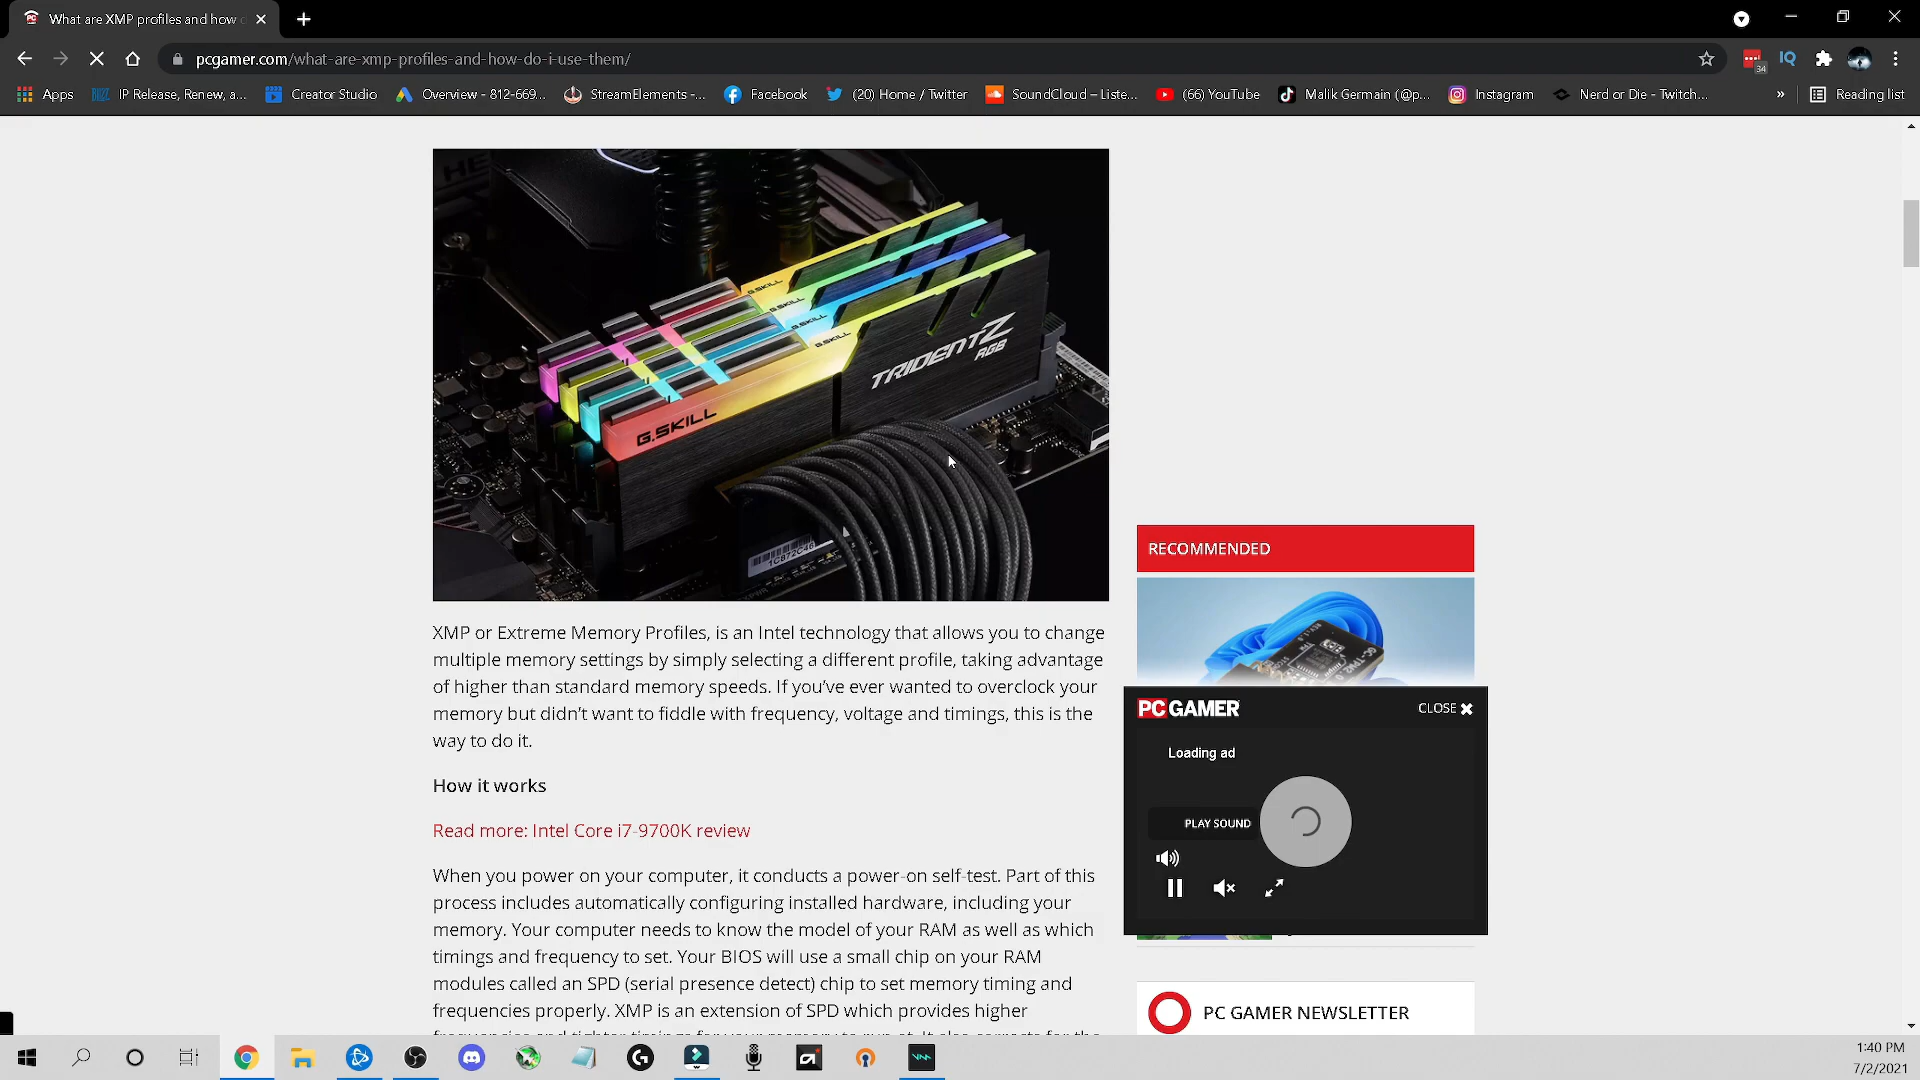 What are XMP profiles and how
pcgamer.com/what-are-xmp-profiles-and-how-do-i-use-them/
34
IQ
Apps
IP Release, Renew, a...
Creator Studio
Overview - 812-669...
StreamElements -...
Facebook
(20) Home / Twitter
SoundCloud – Liste...
(66) YouTube
Malik Germain (@p...
Instagram
Nerd or Die - Twitch...
»
Reading list
G.SKILL
G.SKILL
G.SKILL
G.SKILL
TRIDENT Z
RGB
G.SKILL
RECOMMENDED
XMP or Extreme Memory Profiles, is an Intel technology that allows you to change
multiple memory settings by simply selecting a different profile, taking advantage
of higher than standard memory speeds. If you’ve ever wanted to overclock your
memory but didn’t want to fiddle with frequency, voltage and timings, this is the
way to do it.
How it works
Read more: Intel Core i7-9700K review
When you power on your computer, it conducts a power-on self-test. Part of this
process includes automatically configuring installed hardware, including your
memory. Your computer needs to know the model of your RAM as well as which
timings and frequency to set. Your BIOS will use a small chip on your RAM
modules called an SPD (serial presence detect) chip to set memory timing and
frequencies properly. XMP is an extension of SPD which provides higher
PC GAMER
CLOSE
Loading ad
PLAY SOUND
PC GAMER NEWSLETTER
1:40 PM
7/2/2021